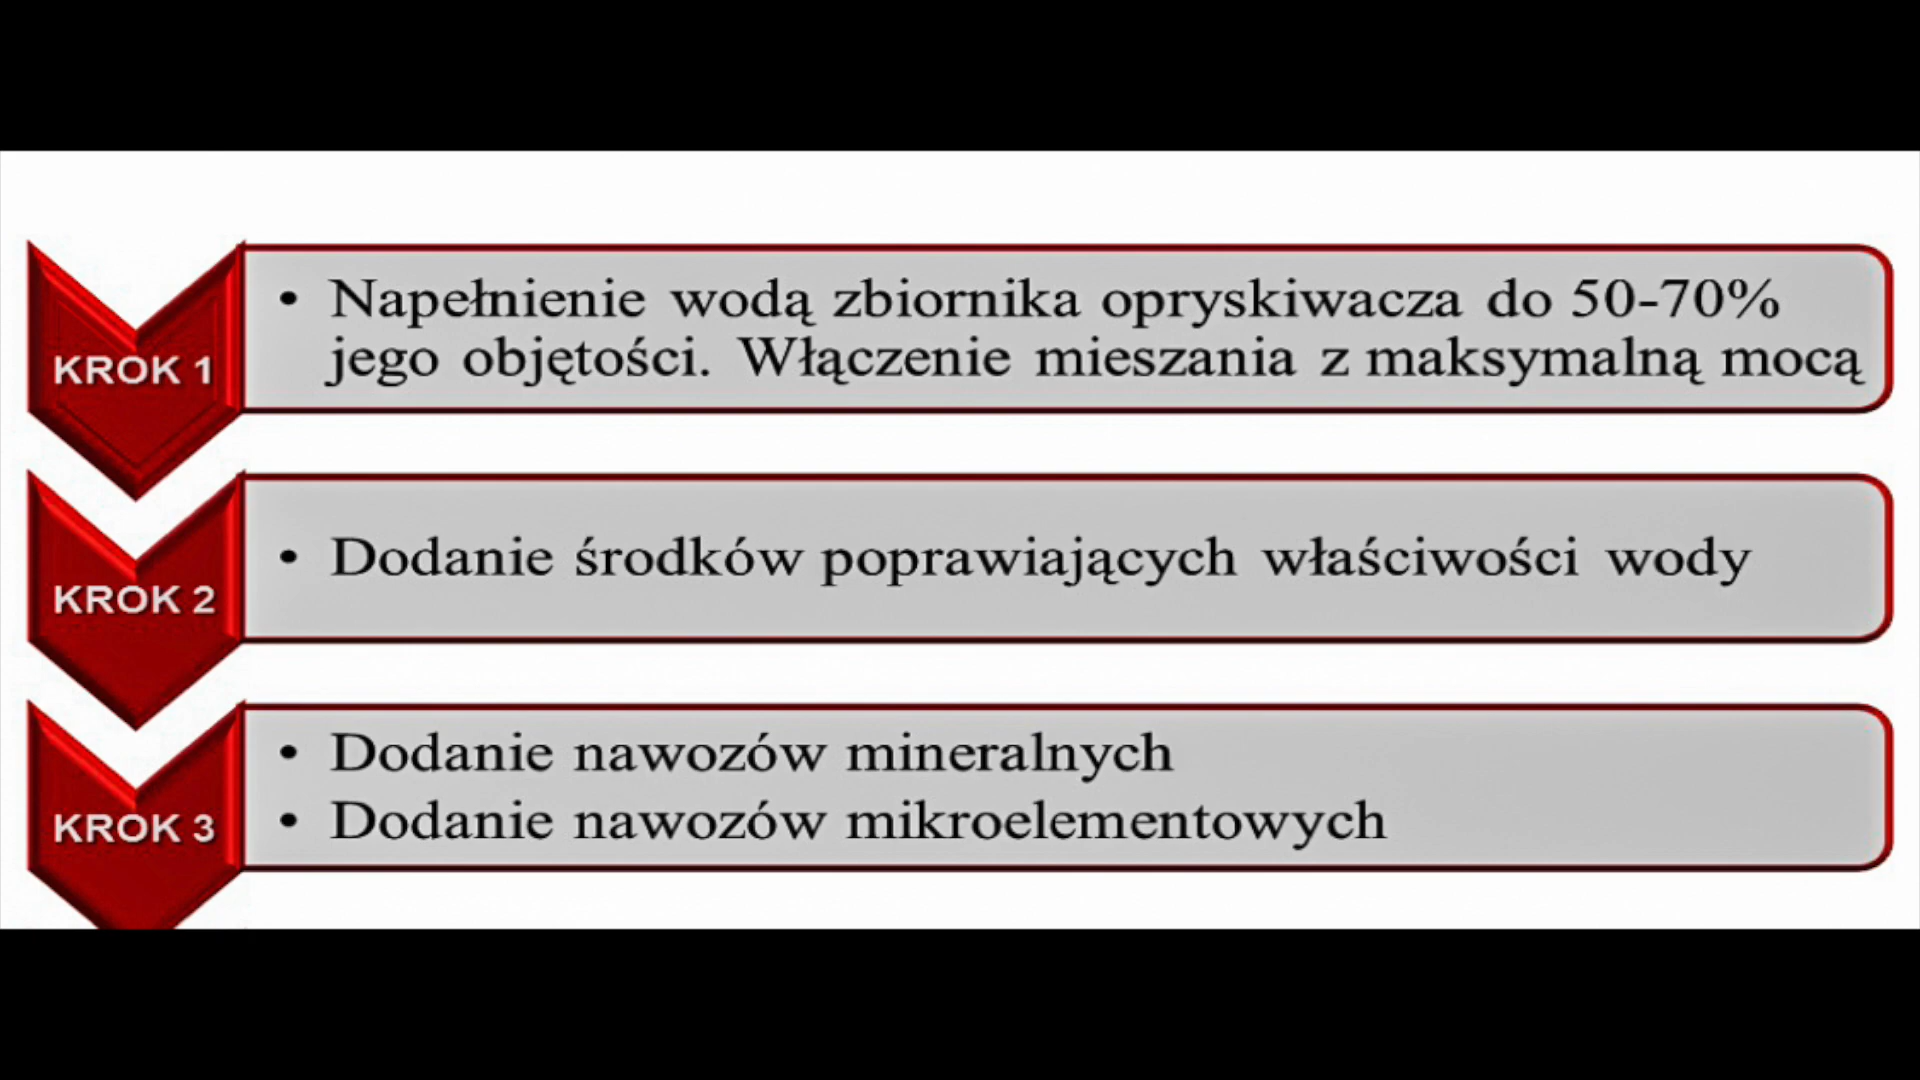 KROK 1
• Napełnienie wodą zbiornika opryskiwacza do 50-70%
jego objętości. Włączenie mieszania z maksymalną mocą
KROK 2
• Dodanie środków poprawiających właściwości wody
KROK 3
• Dodanie nawozów mineralnych
• Dodanie nawozów mikroelementowych